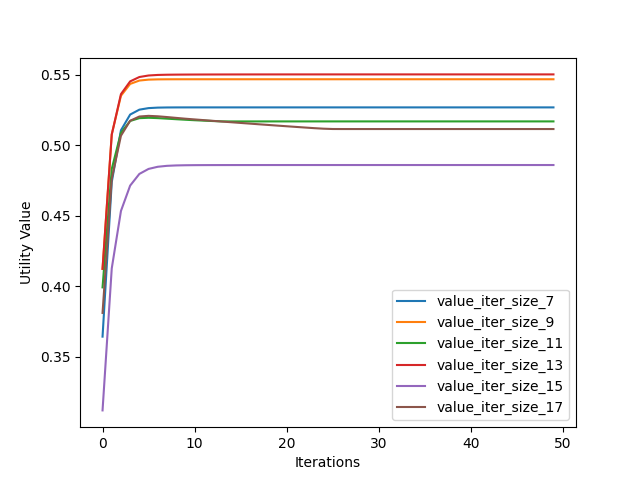 0.55
0.50
0.45
0.40
0.35
Utility Value
0
10
20
30
40
50
Iterations
value_iter_size_7
value_iter_size_9
value_iter_size_11
value_iter_size_13
value_iter_size_15
value_iter_size_17